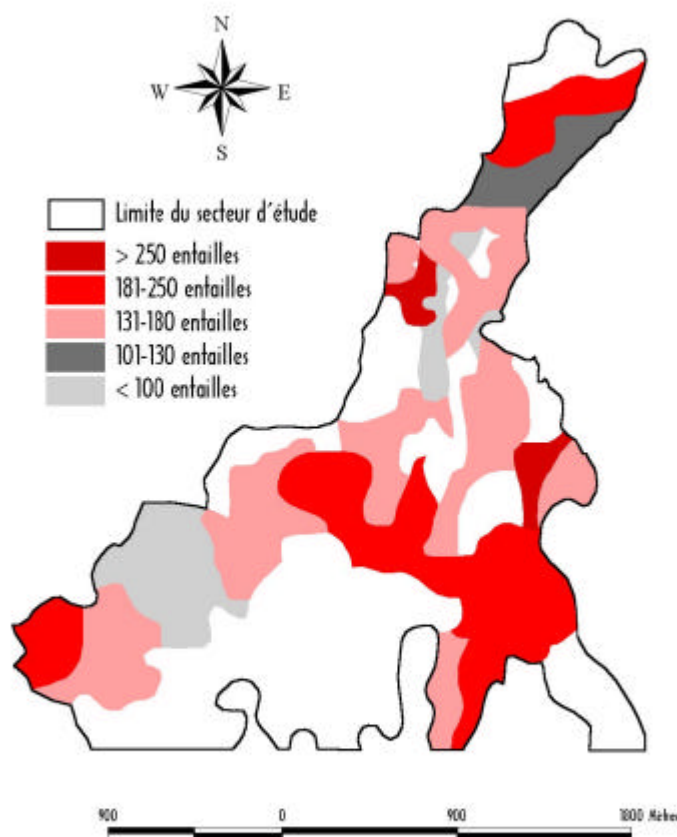 N
W E
S
Limite du secteur d'étude
> 250 entailles
181-250 entailles
131-180 entailles
101-130 entailles
< 100 entailles
900 0 900 1800 Mètres